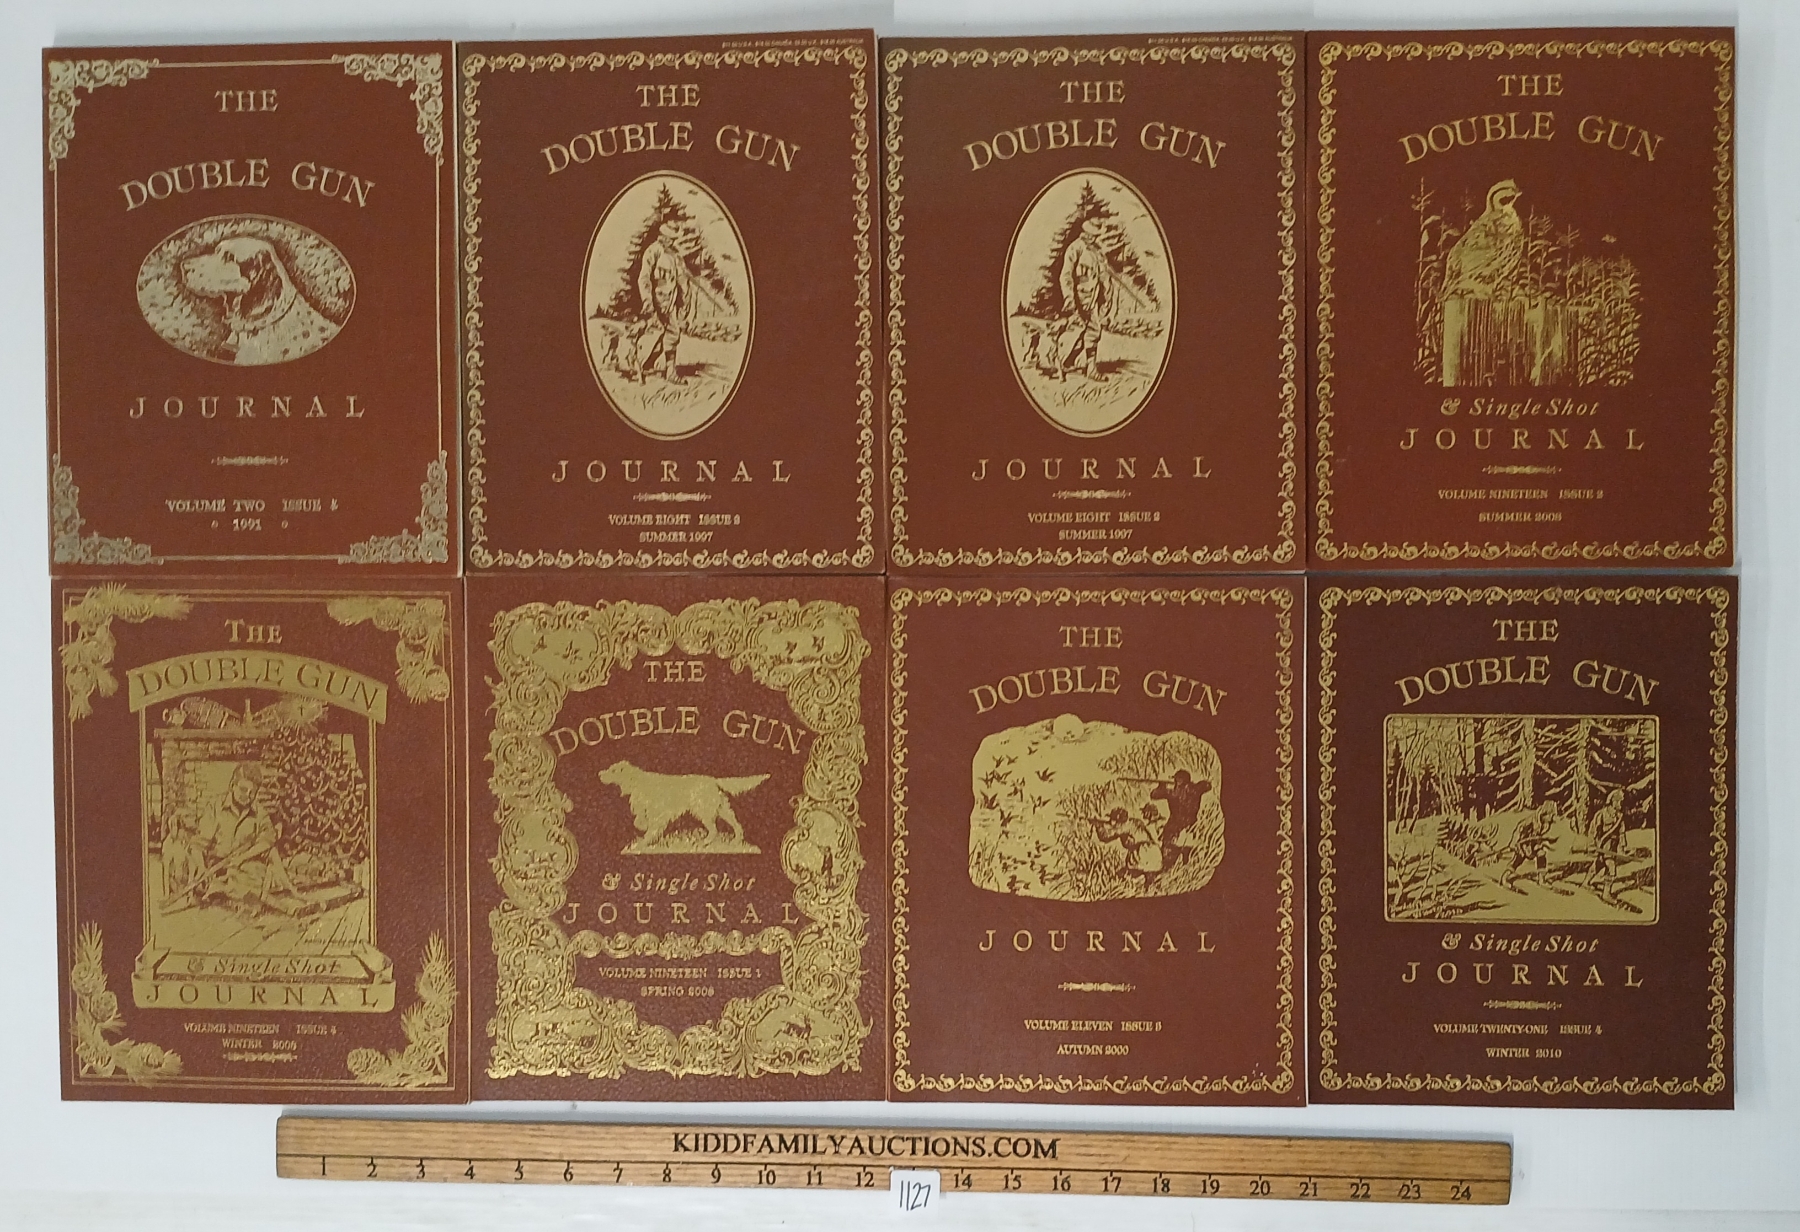 THE
DOUBLE GUN
JOURNAL
VOLUME TWO ISSUE 4
1991
THE
DOUBLE GUN
JOURNAL
VOLUME EIGHT ISSUE 2
SUMMER 1997
THE
DOUBLE GUN
JOURNAL
VOLUME EIGHT ISSUE 2
SUMMER 1997
THE
DOUBLE GUN
& Single Shot
JOURNAL
VOLUME NINETEEN ISSUE 2
SUMMER 2008
THE
DOUBLE GUN
& Single Shot
JOURNAL
VOLUME NINETEEN ISSUE 4
WINTER 2008
THE
DOUBLE GUN
& Single Shot
JOURNAL
VOLUME NINETEEN ISSUE 1
SPRING 2008
THE
DOUBLE GUN
JOURNAL
VOLUME ELEVEN ISSUE 3
AUTUMN 2000
THE
DOUBLE GUN
& Single Shot
JOURNAL
VOLUME TWENTY-ONE ISSUE 4
WINTER 2010
KIDDFAMILYAUCTIONS.COM
1 2 3 4 5 6 7 8 9 10 11 12 14 15 16 17 18 19 20 21 22 23 24
1127